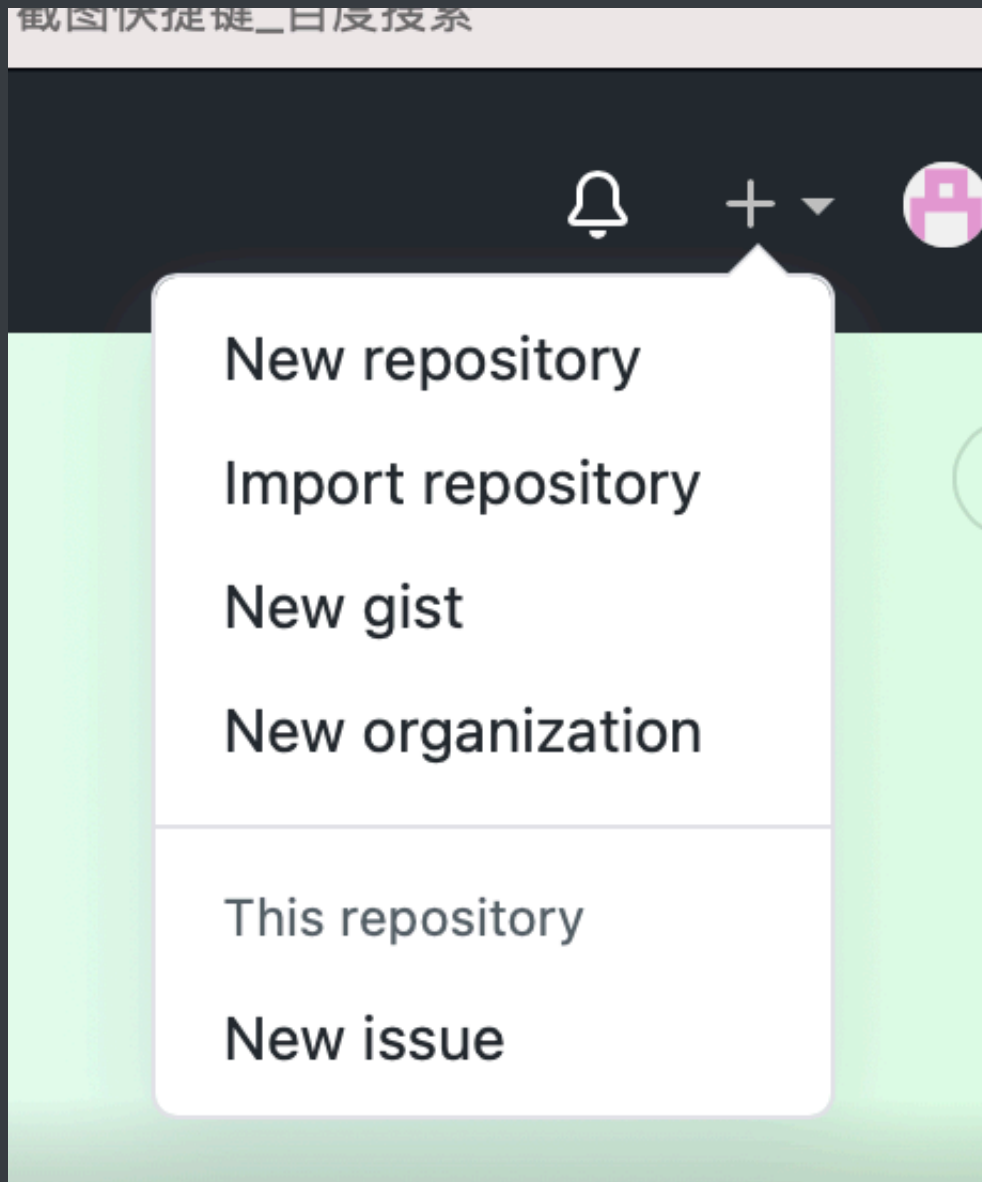 截图快捷键_百度搜索
New repository
Import repository
New gist
New organization
This repository
New issue